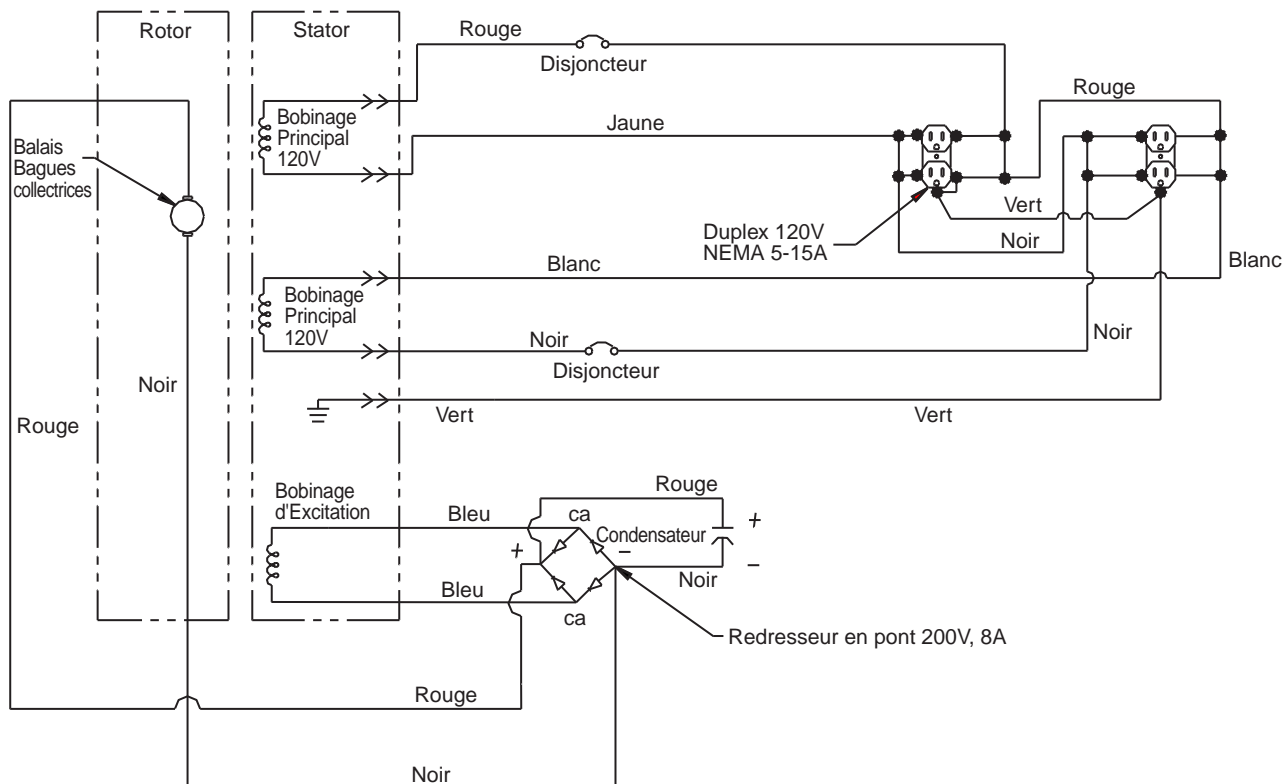 Rotor
Stator
Rouge
Disjoncteur
Rouge
Bobinage
Principal
120V
Jaune
Balais
Bagues
collectrices
Vert
Duplex 120V
NEMA 5-15A
Noir
Blanc
Blanc
Bobinage
Principal
120V
Noir
Disjoncteur
Noir
Noir
Vert
Vert
Rouge
Bobinage
d'Excitation
Rouge
Bleu
ca
Condensateur
+
+
–
Noir
–
Bleu
ca
Redresseur en pont 200V, 8A
Rouge
Noir